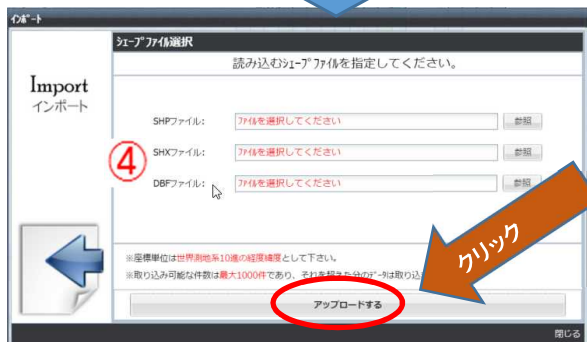 ｲﾝﾎﾟｰﾄ
ｼｪｰﾌﾟﾌｧｲﾙ選択
読み込むｼｪｰﾌﾟﾌｧｲﾙを指定してください。
Import
インポート
④
SHPファイル:
ﾌｧｲﾙを選択してください
参照
SHXファイル:
ﾌｧｲﾙを選択してください
参照
DBFファイル:
ﾌｧｲﾙを選択してください
参照
クリック
※座標単位は世界測地系10進の経度緯度として下さい。
※取り込み可能な件数は最大1000件であり、それを超えた分のﾃﾞｰﾀは取り込
アップロードする
閉じる